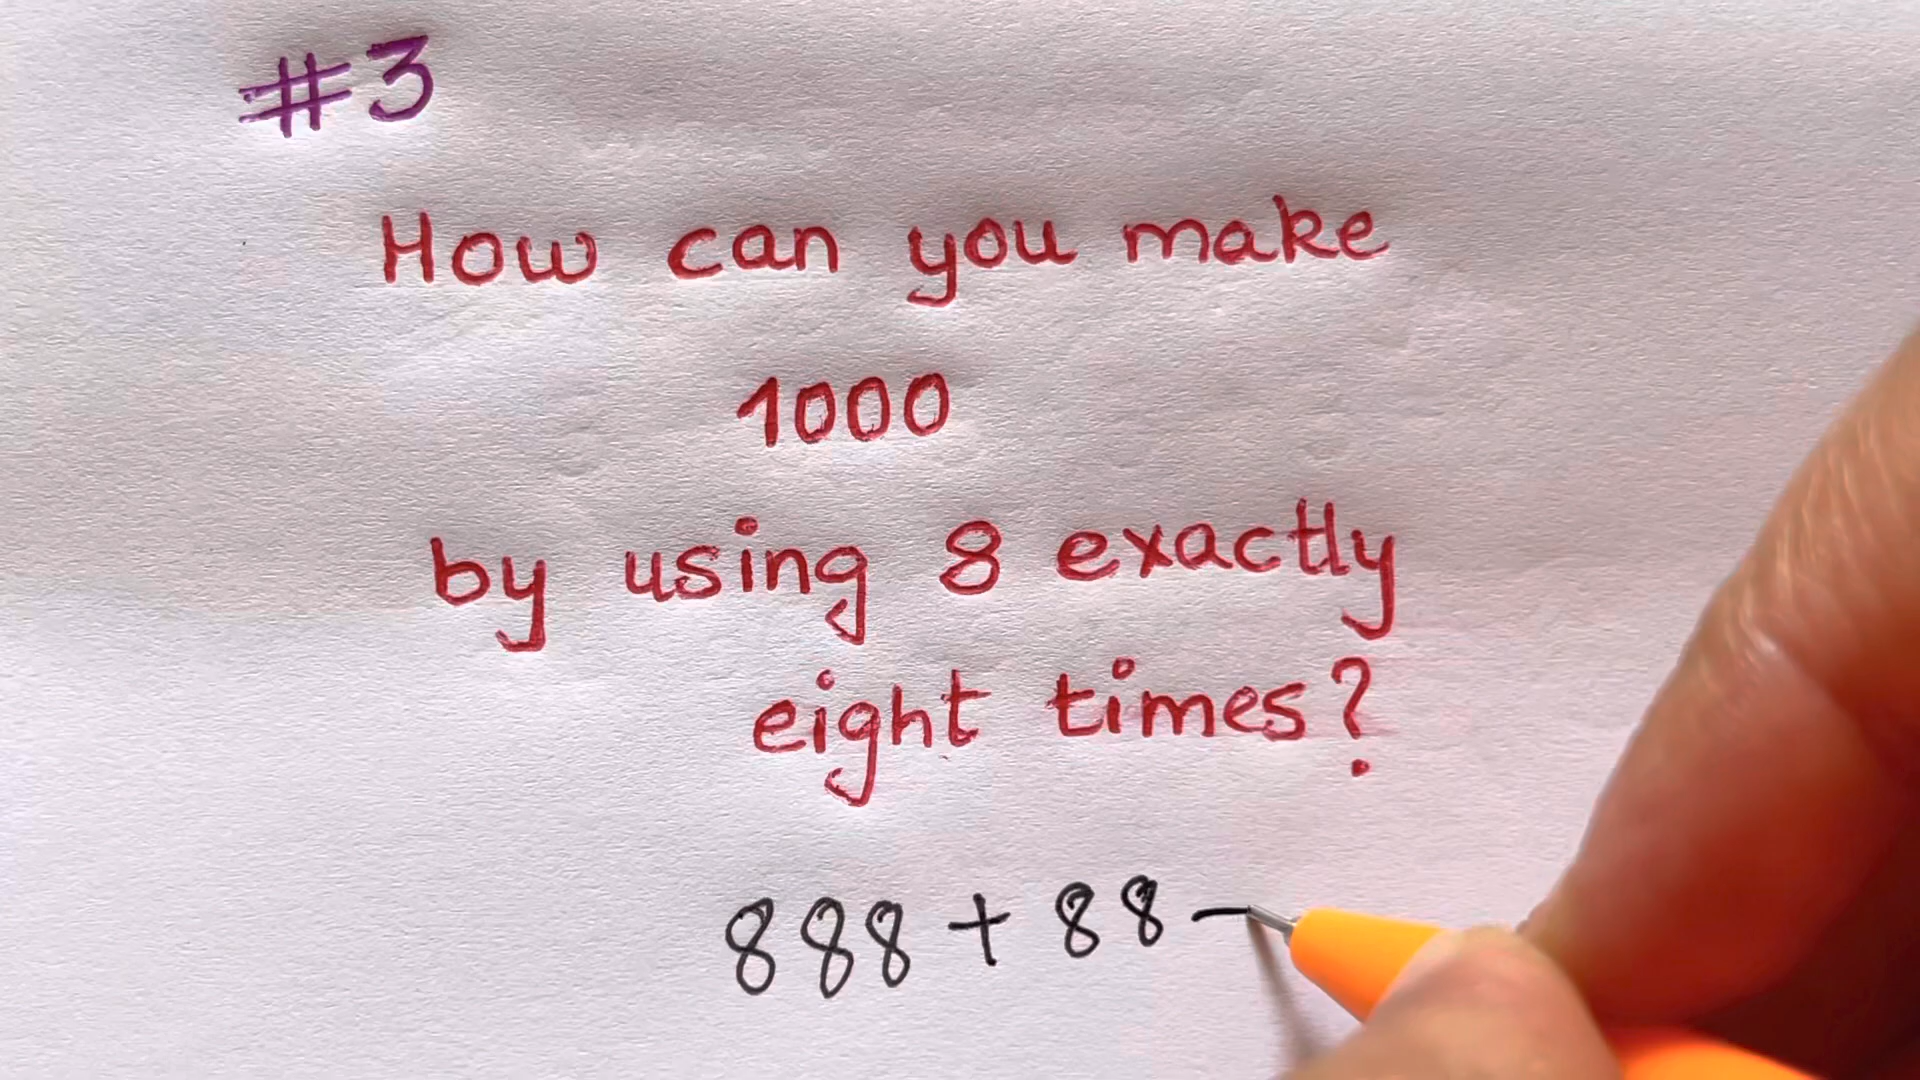 #3
How can you make
1000
by using 8 exactly
eight times?
888 + 88 -